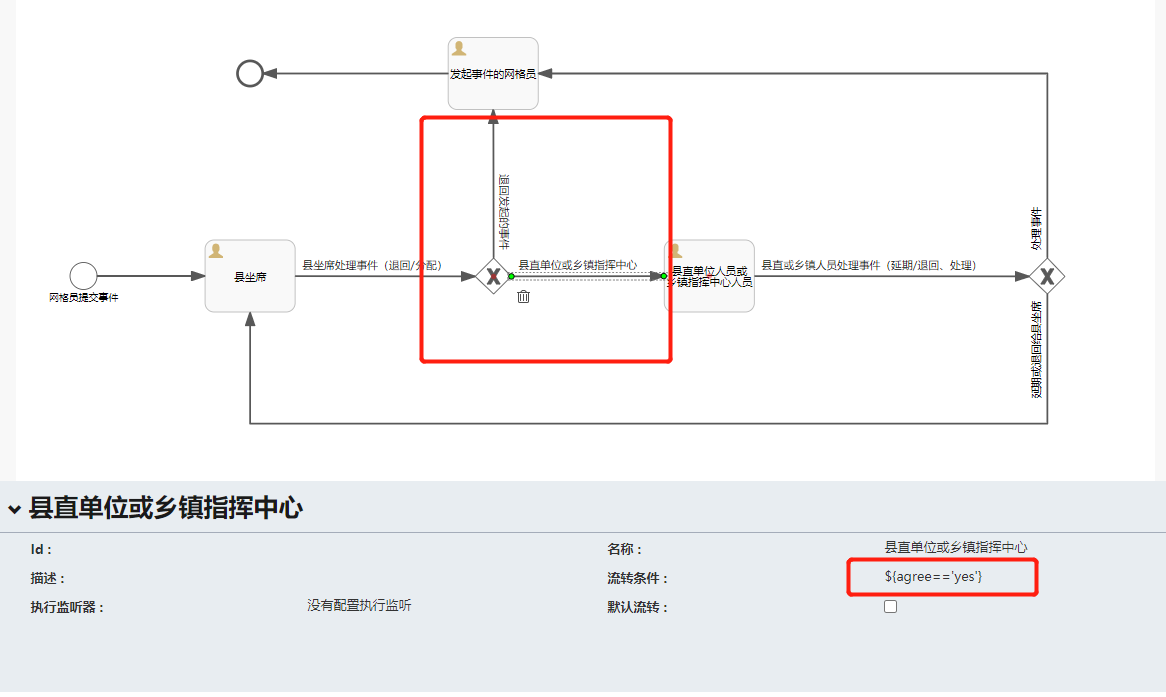 发起事件的网格员
退回发起的事件
处理事件
县坐席
县坐席处理事件（退回/分配）
县直单位或乡镇指挥中心
县直单位人员或
乡镇指挥中心人员
县直或乡镇人员处理事件（延期/退回、处理）
网格员提交事件
延期或退回给县坐席
县直单位或乡镇指挥中心
Id :
名称 :
县直单位或乡镇指挥中心
描述 :
流转条件 :
${agree=='yes'}
执行监听器 :
没有配置执行监听
默认流转 :